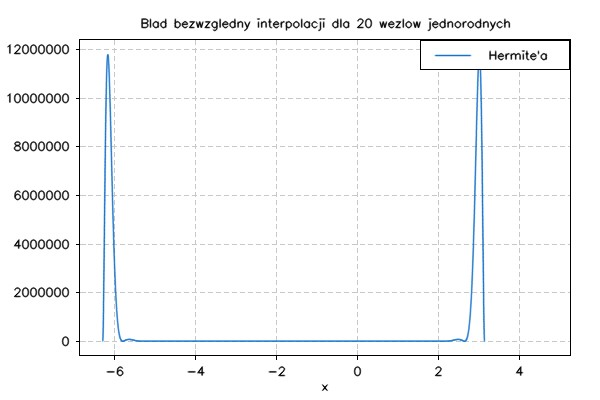 Blad bezwzgledny interpolacji dla 20 wezlow jednorodnych
Hermite'a
12000000
10000000
8000000
6000000
4000000
2000000
0
−6 −4 −2 0 2 4
x